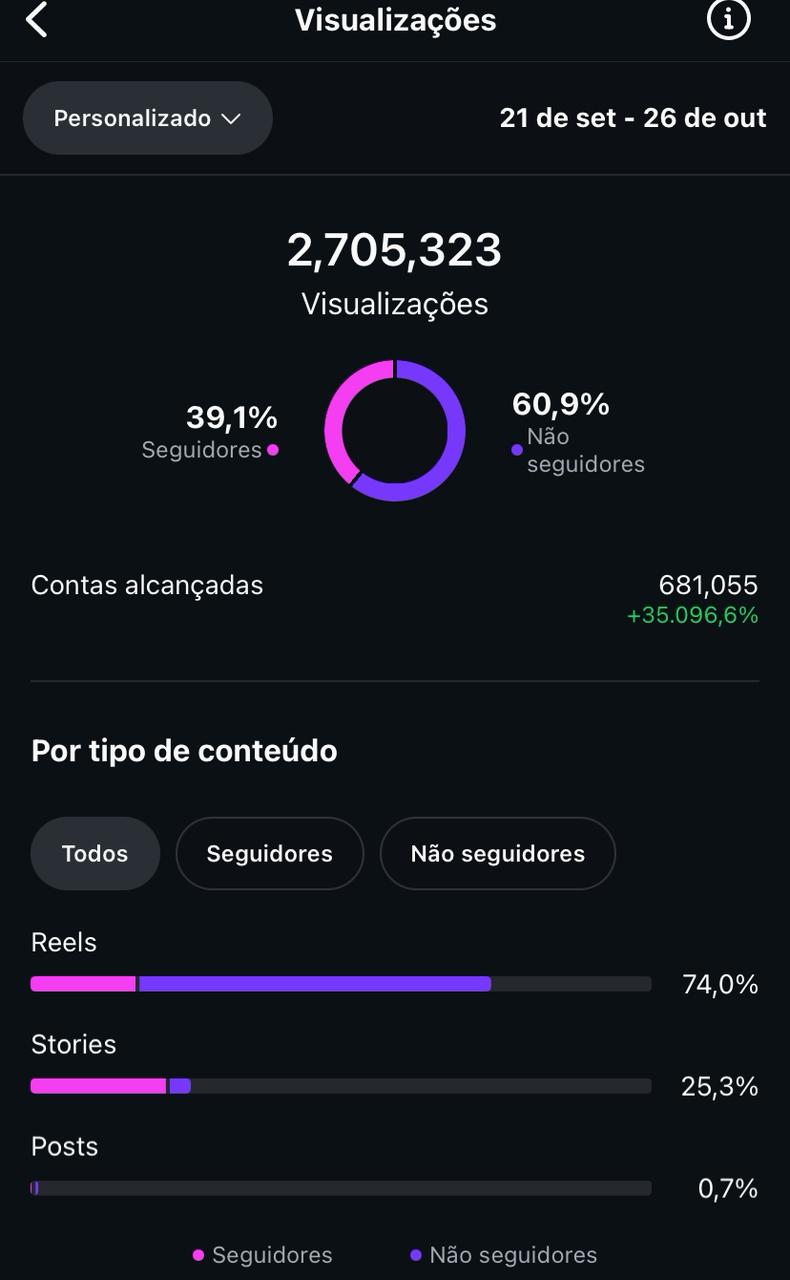 Visualizações
Personalizado
21 de set - 26 de out
2,705,323
Visualizações
39,1%
Seguidores
60,9%
Não
seguidores
Contas alcançadas
681,055
+35.096,6%
Por tipo de conteúdo
Todos
Seguidores
Não seguidores
Reels
74,0%
Stories
25,3%
Posts
0,7%
Seguidores
Não seguidores